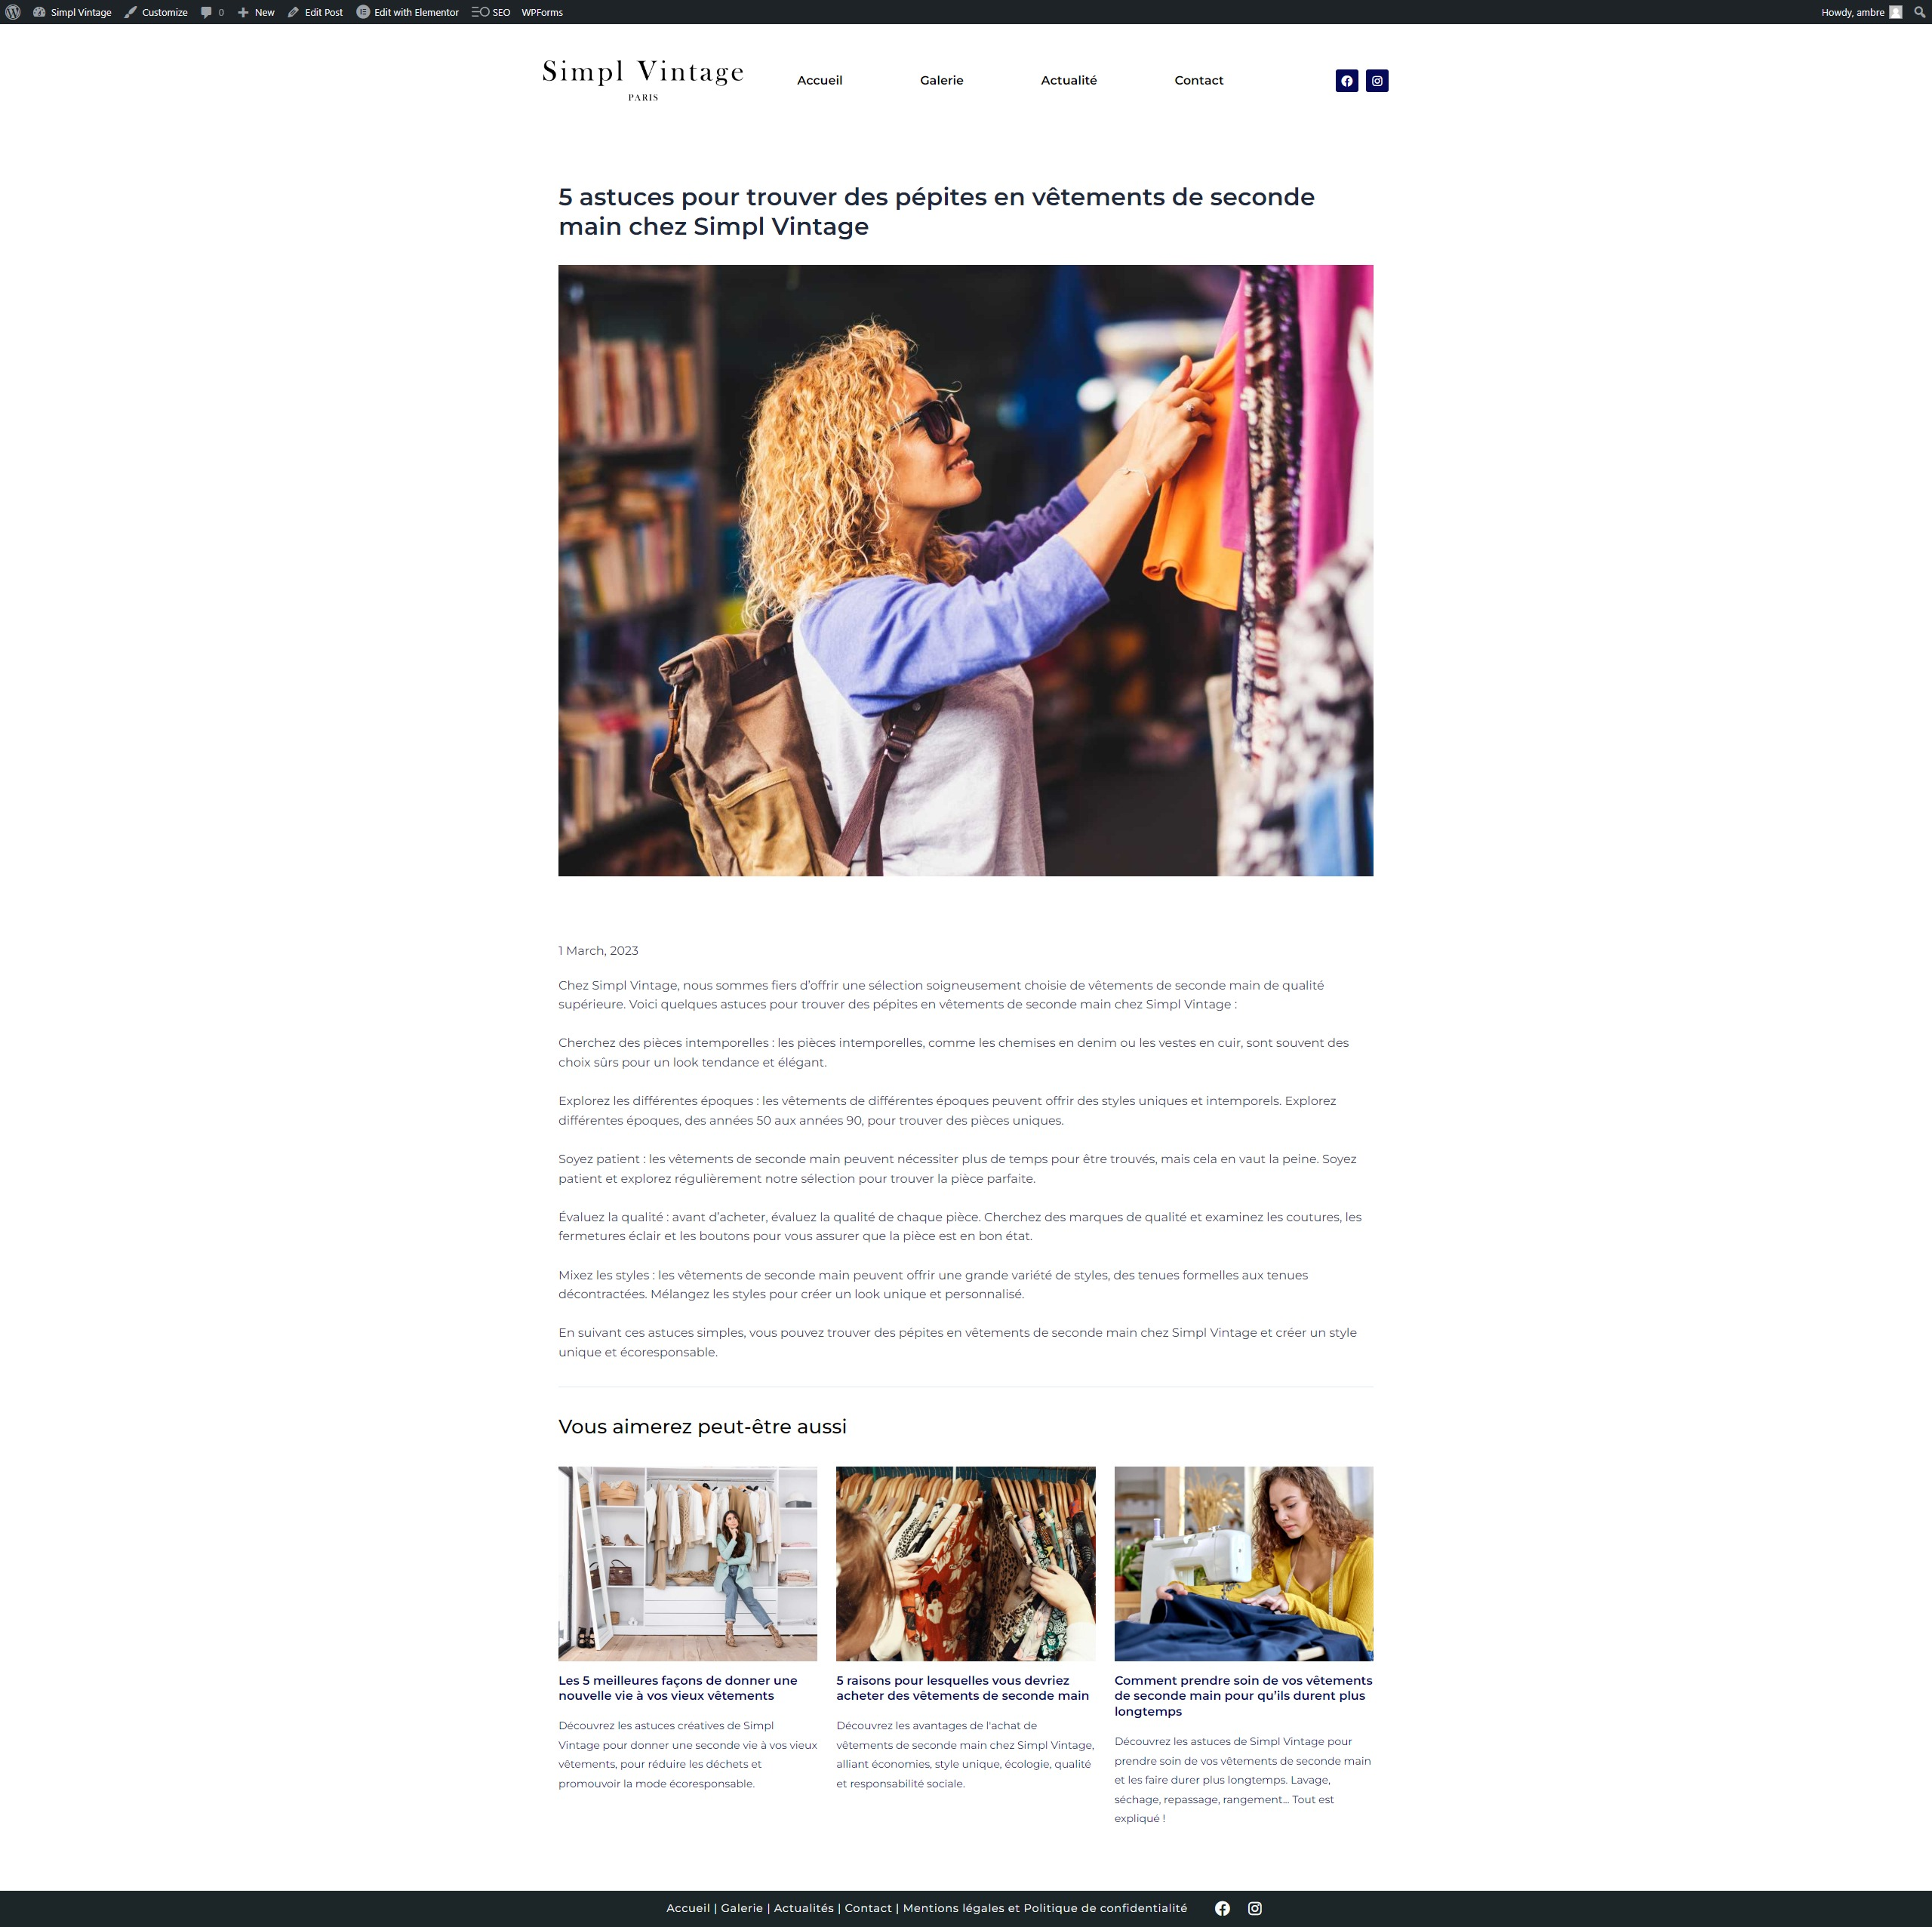 Simpl Vintage Customize 0 New Edit Post Edit with Elementor SEO WPForms Howdy, ambre
Simpl Vintage
PARIS
Accueil Galerie Actualité Contact
5 astuces pour trouver des pépites en vêtements de seconde
main chez Simpl Vintage
1 March, 2023
Chez Simpl Vintage, nous sommes fiers d’offrir une sélection soigneusement choisie de vêtements de seconde main de qualité
supérieure. Voici quelques astuces pour trouver des pépites en vêtements de seconde main chez Simpl Vintage :
Cherchez des pièces intemporelles : les pièces intemporelles, comme les chemises en denim ou les vestes en cuir, sont souvent des
choix sûrs pour un look tendance et élégant.
Explorez les différentes époques : les vêtements de différentes époques peuvent offrir des styles uniques et intemporels. Explorez
différentes époques, des années 50 aux années 90, pour trouver des pièces uniques.
Soyez patient : les vêtements de seconde main peuvent nécessiter plus de temps pour être trouvés, mais cela en vaut la peine. Soyez
patient et explorez régulièrement notre sélection pour trouver la pièce parfaite.
Évaluez la qualité : avant d’acheter, évaluez la qualité de chaque pièce. Cherchez des marques de qualité et examinez les coutures, les
fermetures éclair et les boutons pour vous assurer que la pièce est en bon état.
Mixez les styles : les vêtements de seconde main peuvent offrir une grande variété de styles, des tenues formelles aux tenues
décontractées. Mélangez les styles pour créer un look unique et personnalisé.
En suivant ces astuces simples, vous pouvez trouver des pépites en vêtements de seconde main chez Simpl Vintage et créer un style
unique et écoresponsable.
Vous aimerez peut-être aussi
Les 5 meilleures façons de donner une
nouvelle vie à vos vieux vêtements
Découvrez les astuces créatives de Simpl
Vintage pour donner une seconde vie à vos vieux
vêtements, pour réduire les déchets et
promouvoir la mode écoresponsable.
5 raisons pour lesquelles vous devriez
acheter des vêtements de seconde main
Découvrez les avantages de l'achat de
vêtements de seconde main chez Simpl Vintage,
alliant économies, style unique, écologie, qualité
et responsabilité sociale.
Comment prendre soin de vos vêtements
de seconde main pour qu’ils durent plus
longtemps
Découvrez les astuces de Simpl Vintage pour
prendre soin de vos vêtements de seconde main
et les faire durer plus longtemps. Lavage,
séchage, repassage, rangement... Tout est
expliqué !
Accueil | Galerie | Actualités | Contact | Mentions légales et Politique de confidentialité